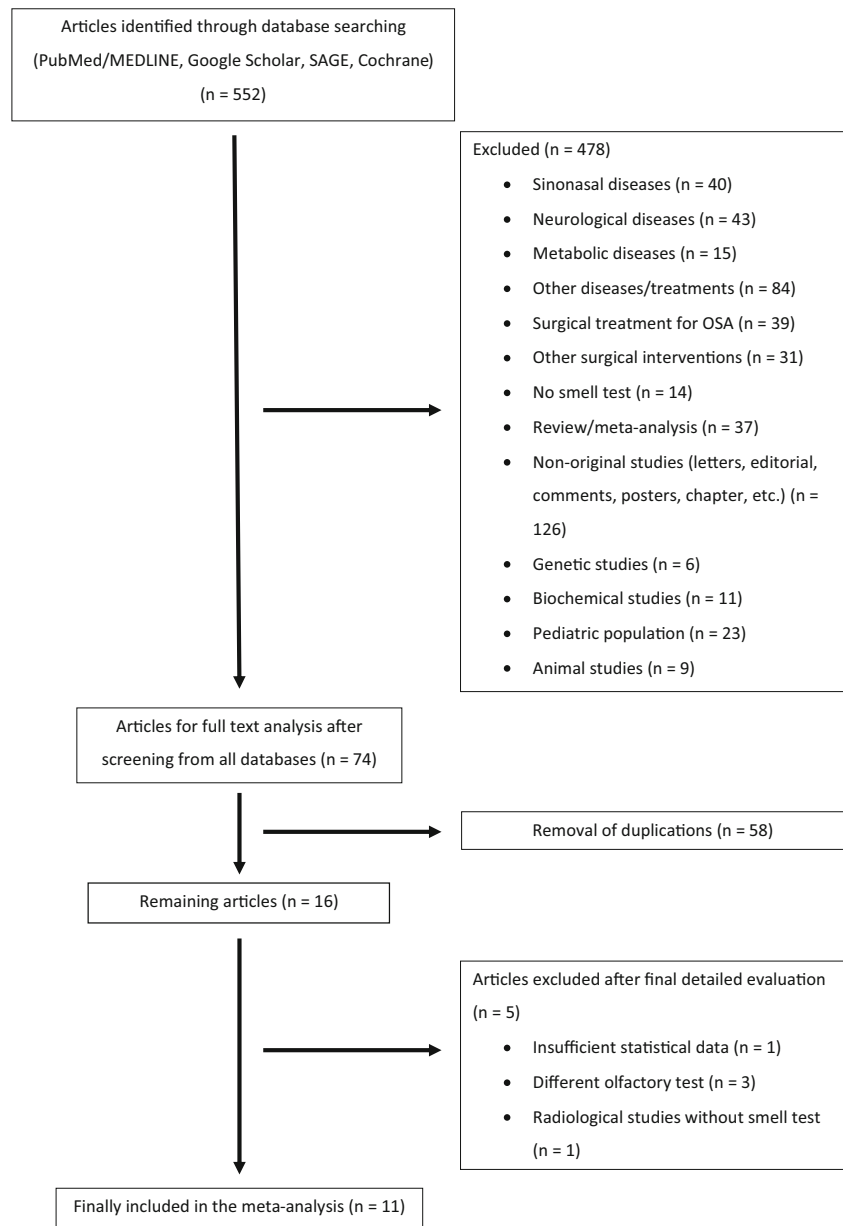 Articles identified through database searching
(PubMed/MEDLINE, Google Scholar, SAGE, Cochrane)
(n = 552)
Excluded (n = 478)
• Sinonasal diseases (n = 40)
• Neurological diseases (n = 43)
• Metabolic diseases (n = 15)
• Other diseases/treatments (n = 84)
• Surgical treatment for OSA (n = 39)
• Other surgical interventions (n = 31)
• No smell test (n = 14)
• Review/meta-analysis (n = 37)
• Non-original studies (letters, editorial,
comments, posters, chapter, etc.) (n =
126)
• Genetic studies (n = 6)
• Biochemical studies (n = 11)
• Pediatric population (n = 23)
• Animal studies (n = 9)
Articles for full text analysis after
screening from all databases (n = 74)
Removal of duplications (n = 58)
Remaining articles (n = 16)
Articles excluded after final detailed evaluation
(n = 5)
• Insufficient statistical data (n = 1)
• Different olfactory test (n = 3)
• Radiological studies without smell test
(n = 1)
Finally included in the meta-analysis (n = 11)